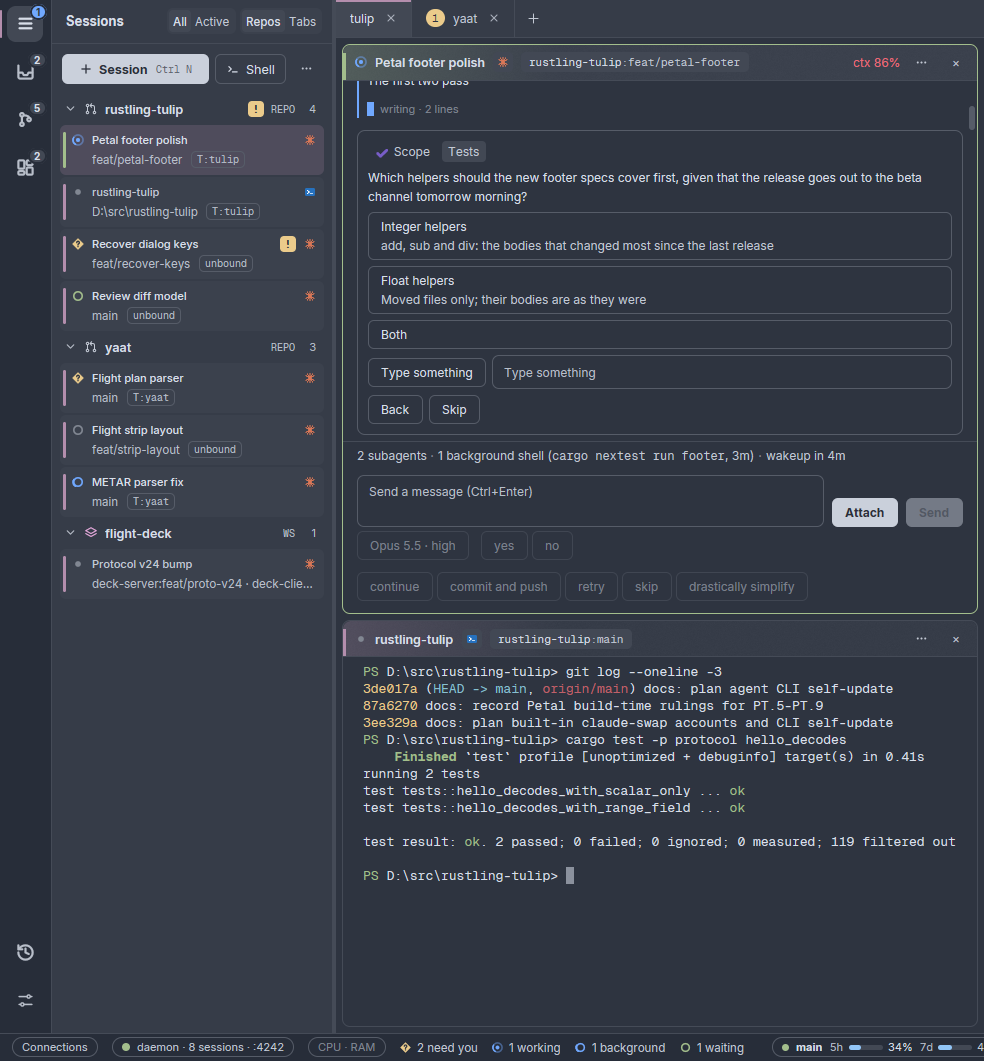 1
Sessions All Active Repos Tabs
tulip × 1 yaat × +
2
+ Session Ctrl N >_ Shell ···
Petal footer polish rustling-tulip:feat/petal-footer ctx 86% ··· ×
The first two pass
writing · 2 lines
5
rustling-tulip ! REPO 4
Petal footer polish
feat/petal-footer T:tulip
2
rustling-tulip
D:\src\rustling-tulip T:tulip
Recover dialog keys !
feat/recover-keys unbound
Review diff model
main unbound
yaat REPO 3
Flight plan parser
main T:yaat
Flight strip layout
feat/strip-layout unbound
METAR parser fix
main T:yaat
flight-deck WS 1
Protocol v24 bump
deck-server:feat/proto-v24 · deck-clie...
Scope Tests
Which helpers should the new footer specs cover first, given that the release goes out to the beta
channel tomorrow morning?
Integer helpers
add, sub and div: the bodies that changed most since the last release
Float helpers
Moved files only; their bodies are as they were
Both
Type something Type something
Back Skip
2 subagents · 1 background shell (cargo nextest run footer, 3m) · wakeup in 4m
Send a message (Ctrl+Enter)
Attach Send
Opus 5.5 · high yes no
continue commit and push retry skip drastically simplify
rustling-tulip rustling-tulip:main ··· ×
PS D:\src\rustling-tulip> git log --oneline -3
3de017a (HEAD -> main, origin/main) docs: plan agent CLI self-update
87a6270 docs: record Petal build-time rulings for PT.5-PT.9
3ee329a docs: plan built-in claude-swap accounts and CLI self-update
PS D:\src\rustling-tulip> cargo test -p protocol hello_decodes
Finished `test` profile [unoptimized + debuginfo] target(s) in 0.41s
running 2 tests
test tests::hello_decodes_with_scalar_only ... ok
test tests::hello_decodes_with_range_field ... ok
test result: ok. 2 passed; 0 failed; 0 ignored; 0 measured; 119 filtered out
PS D:\src\rustling-tulip>
Connections daemon · 8 sessions · :4242 CPU · RAM 2 need you 1 working 1 background 1 waiting main 5h 34% 7d 4